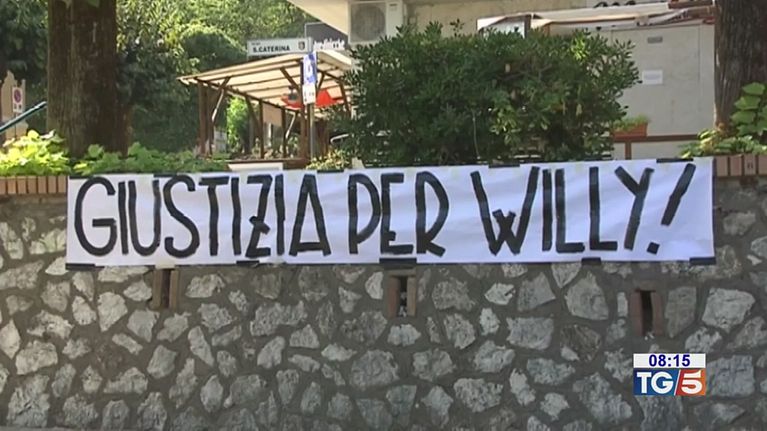 S.CATERINA
GIUSTIZIA PER WILLY!
08:15
TG5